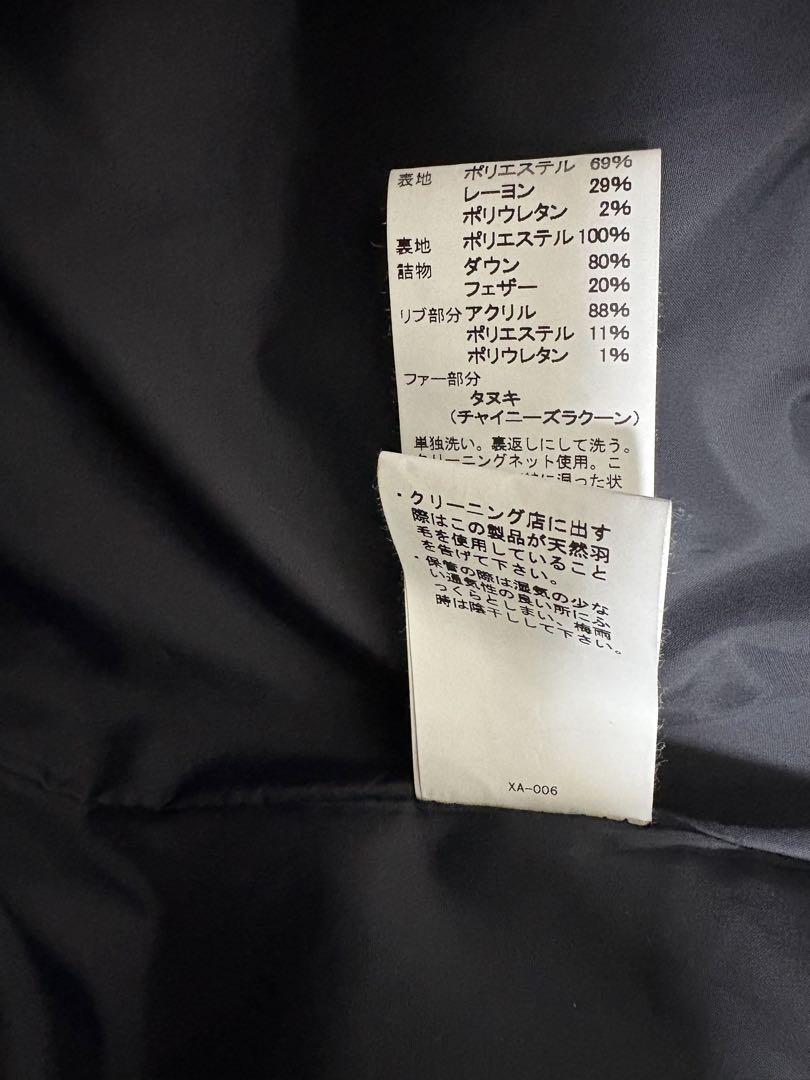 表地 ポリエステル 69%
レーヨン 29%
ポリウレタン 2%
裏地 ポリエステル 100%
詰物 ダウン 80%
フェザー 20%
リブ部分 アクリル 88%
ポリエステル 11%
ポリウレタン 1%
ファー部分
タヌキ
(チャイニーズラクーン)
単独洗い。裏返しにして洗う。
クリーニングネット使用。こ
に湿った状
・クリーニング店に出す
際はこの製品が天然羽
毛を使用していること
を告げて下さい。
・保管の際は湿気の少な
い通気性の良い所にふ
っくらとしまい、梅雨
時は陰干しして下さい。
XA-006